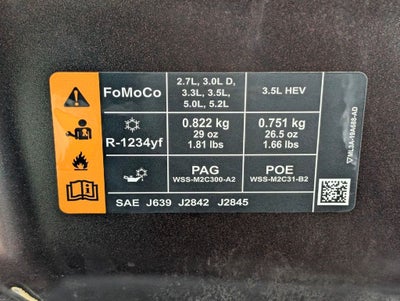 FoMoCo
2.7L, 3.0L D,
3.3L, 3.5L,
5.0L, 5.2L
3.5L HEV
R-1234yf
0.822 kg
29 oz
1.81 lbs
0.751 kg
26.5 oz
1.66 lbs
PAG
WSS-M2C300-A2
POE
WSS-M2C31-B2
SAE J639 J2842 J2845